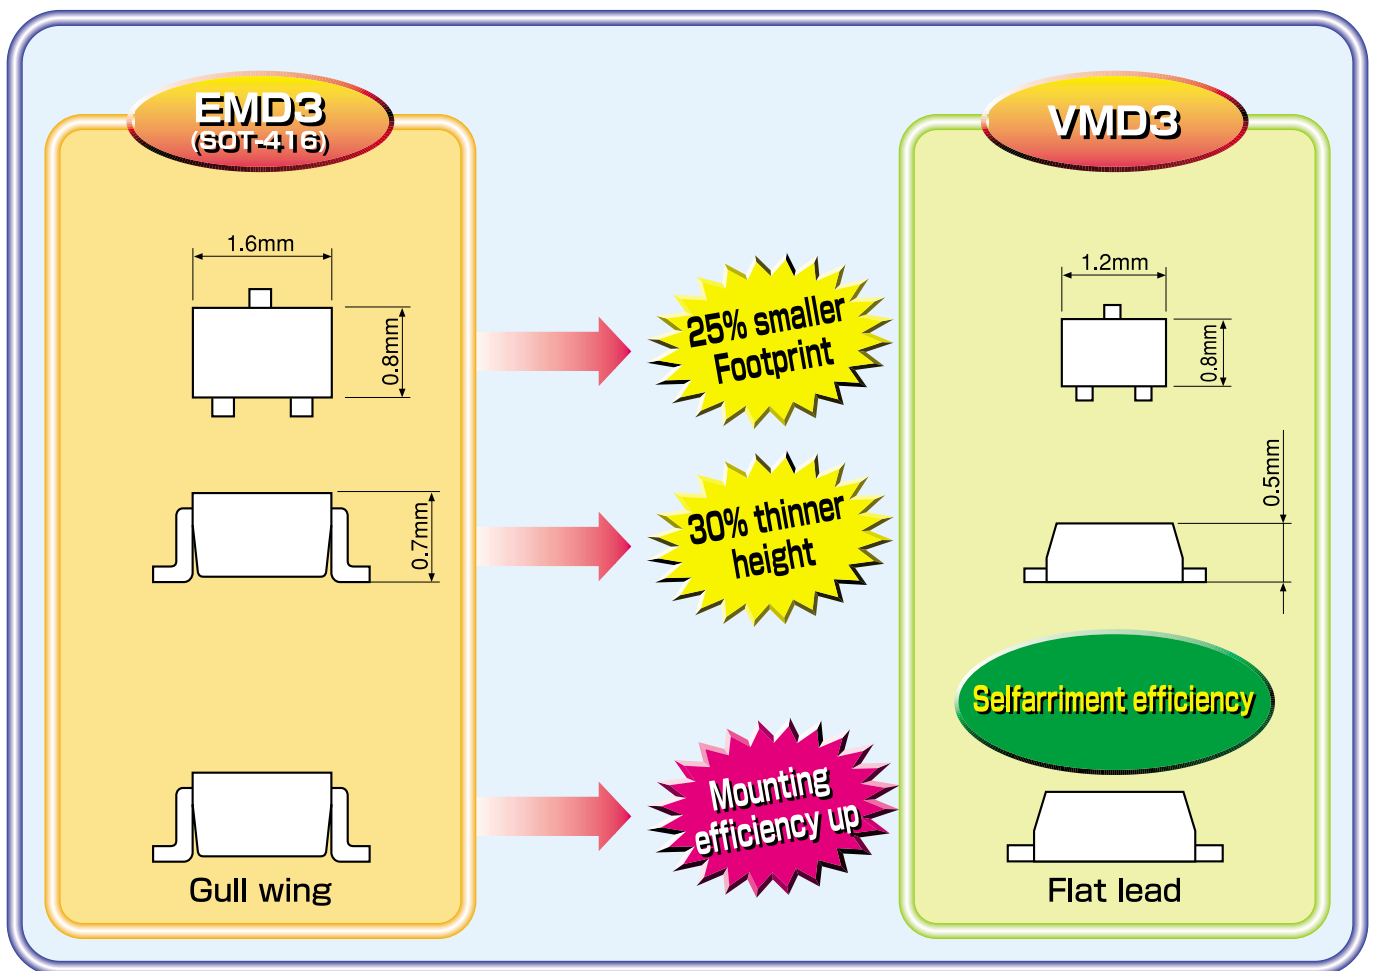 EMD3
(SOT-416)
VMD3
1.6mm
0.8mm
25% smaller
Footprint
1.2mm
0.8mm
0.7mm
30% thinner
height
0.5mm
Selfarriment efficiency
Mounting
efficiency up
Gull wing
Flat lead